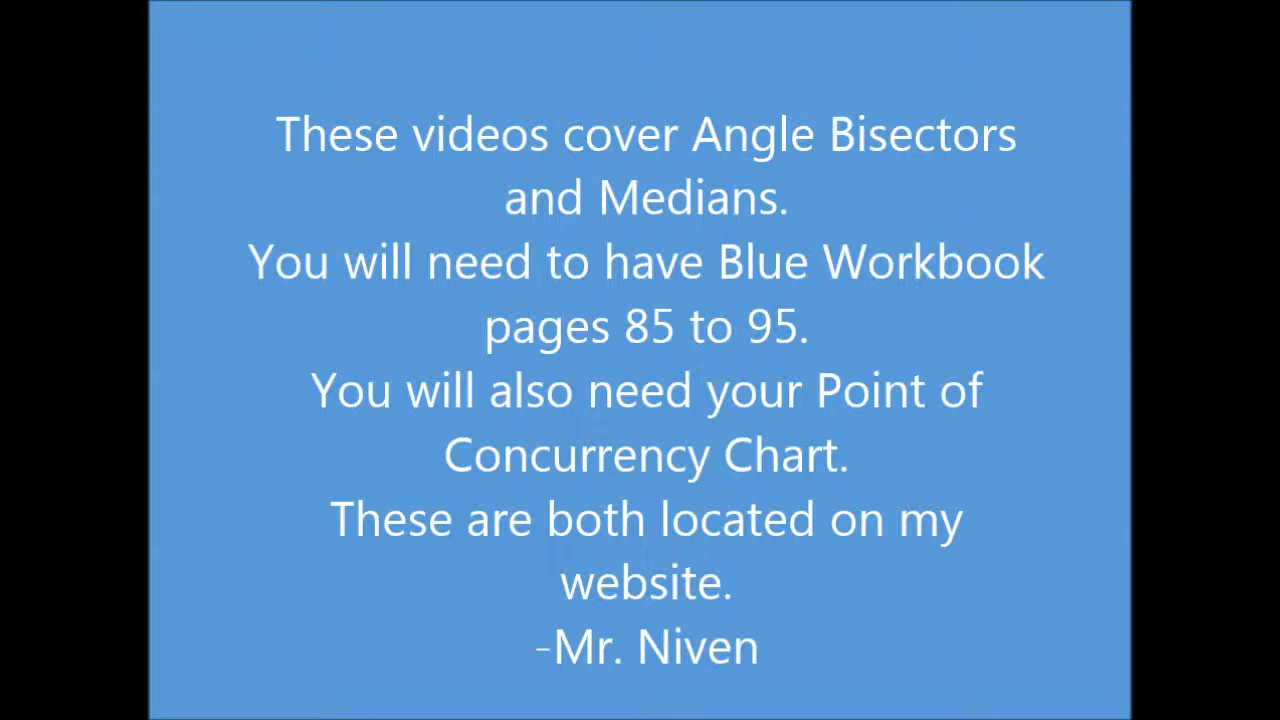 These videos cover Angle Bisectors
and Medians.
You will need to have Blue Workbook
pages 85 to 95.
You will also need your Point of
Concurrency Chart.
These are both located on my
website.
-Mr. Niven